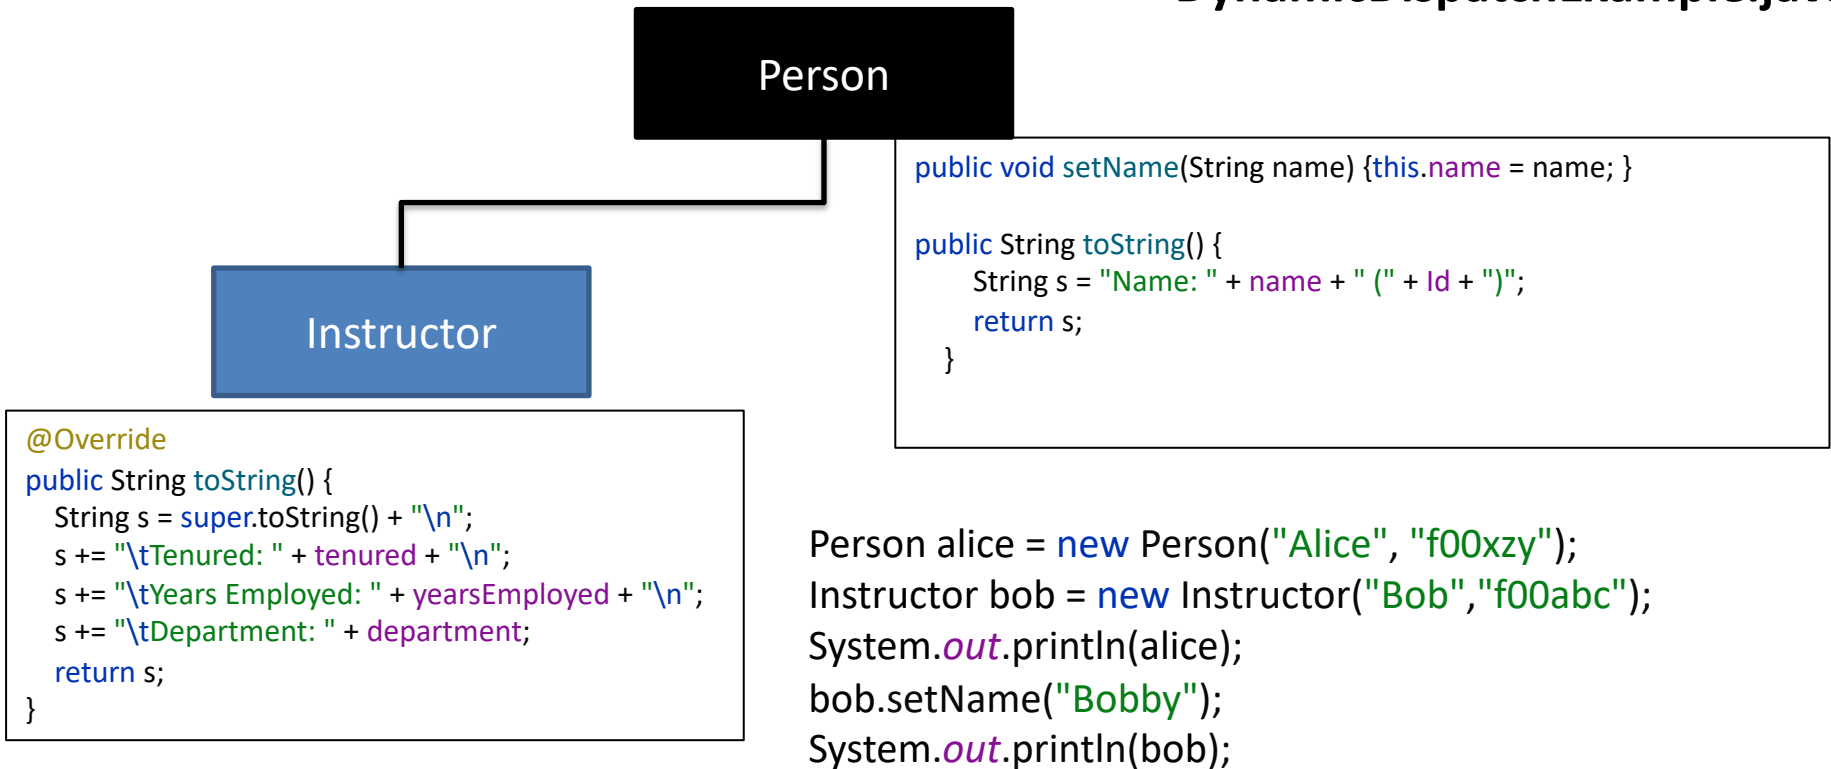 Person
public void setName(String name) {this.name = name; }
public String toString() {
String s = "Name: " + name + " (" + Id + ")";
return s;
}
Instructor
@Override
public String toString() {
String s = super.toString() + "\n";
s += "\tTenured: " + tenured + "\n";
s += "\tYears Employed: " + yearsEmployed + "\n";
s += "\tDepartment: " + department;
return s;
}
Person alice = new Person("Alice", "f00xzy");
Instructor bob = new Instructor("Bob","f00abc");
System.out.println(alice);
bob.setName("Bobby");
System.out.println(bob);